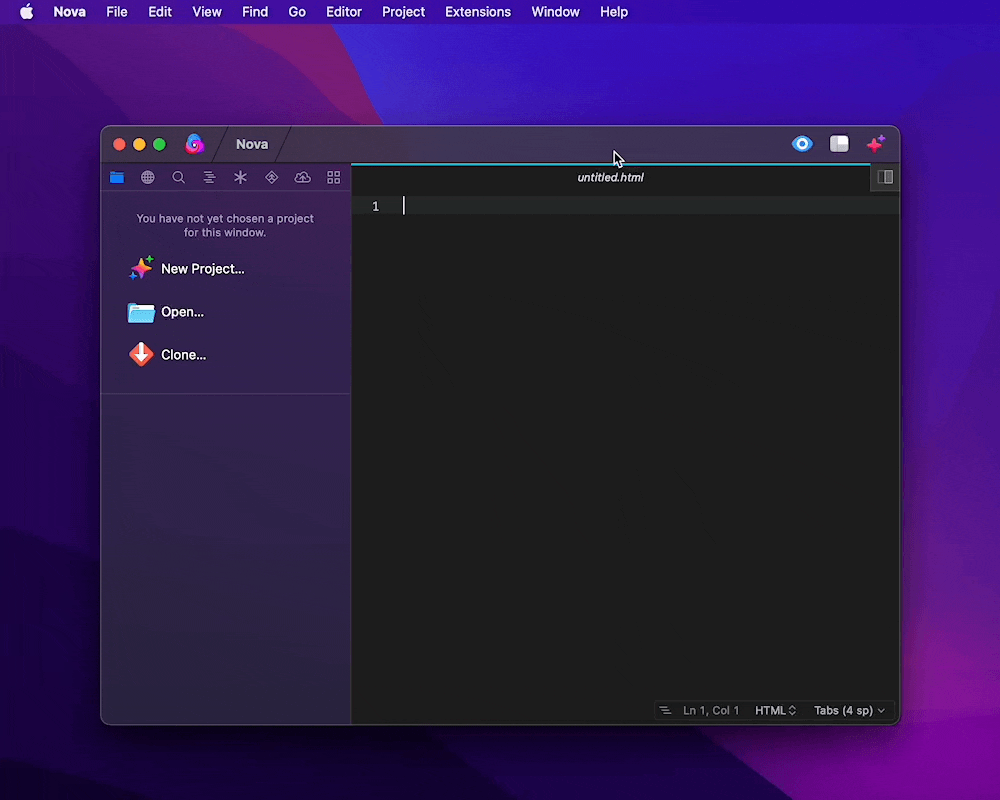 Nova File Edit View Find Go Editor Project Extensions Window Help
Nova
untitled.html
1
You have not yet chosen a project
for this window.
New Project...
Open...
Clone...
Ln 1, Col 1 HTML Tabs (4 sp)